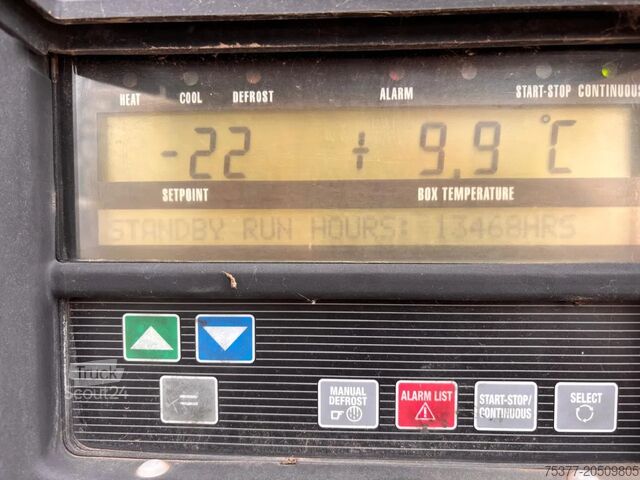 HEAT COOL DEFROST ALARM START-STOP CONTINUOUS
-22 + 9.9 °C
SETPOINT BOX TEMPERATURE
STANDBY RUN HOURS: 13468HRS
=
MANUAL DEFROST ALARM LIST START-STOP/ CONTINUOUS SELECT
Truck
Scout24
75377-20509805